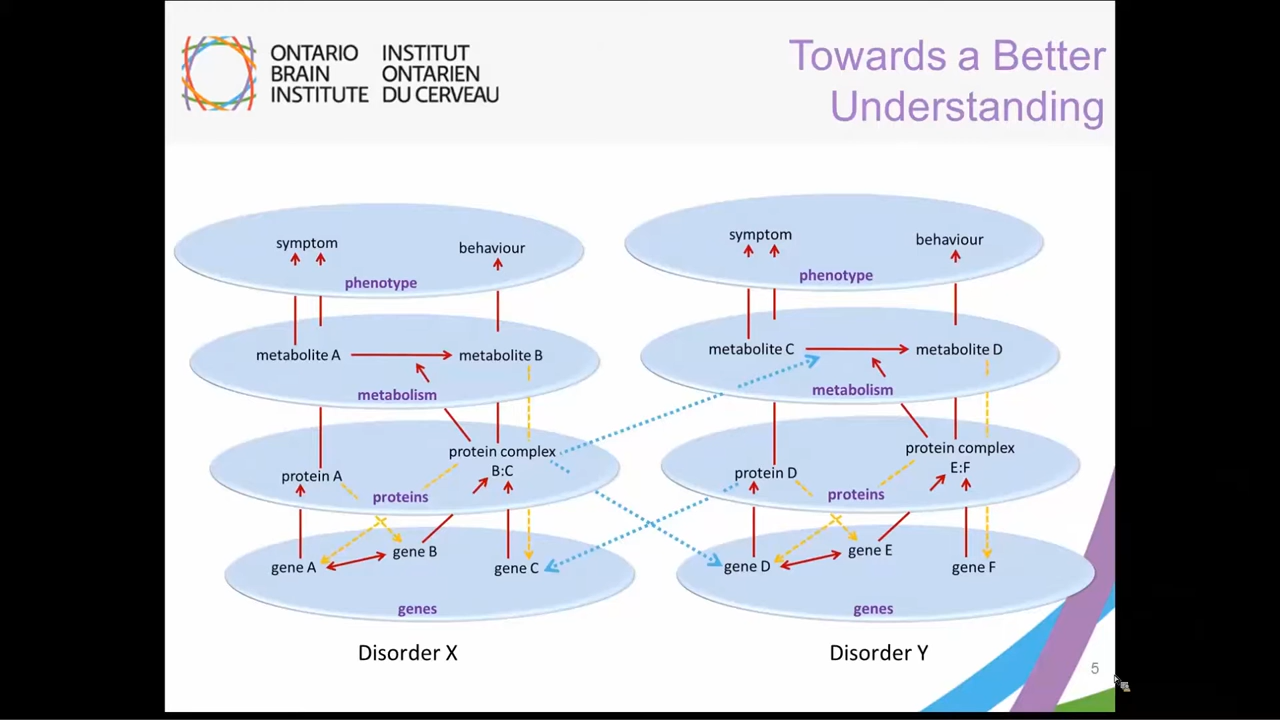 ONTARIO
BRAIN
INSTITUTE
INSTITUT
ONTARIEN
DU CERVEAU
Towards a Better
Understanding
symptom
behaviour
phenotype
metabolite A
metabolite B
metabolism
protein complex
B:C
protein A
proteins
gene B
gene A
gene C
genes
Disorder X
symptom
behaviour
phenotype
metabolite C
metabolite D
metabolism
protein complex
E:F
protein D
proteins
gene E
gene D
gene F
genes
Disorder Y
5